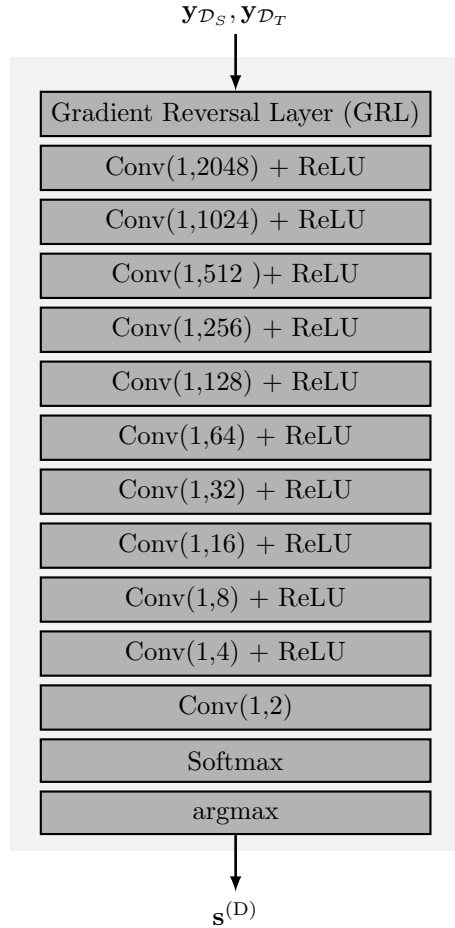 𝐲_{𝒟_S}, 𝐲_{𝒟_T}
Gradient Reversal Layer (GRL)
Conv(1,2048) + ReLU
Conv(1,1024) + ReLU
Conv(1,512 )+ ReLU
Conv(1,256) + ReLU
Conv(1,128) + ReLU
Conv(1,64) + ReLU
Conv(1,32) + ReLU
Conv(1,16) + ReLU
Conv(1,8) + ReLU
Conv(1,4) + ReLU
Conv(1,2)
Softmax
argmax
𝐬^{(D)}